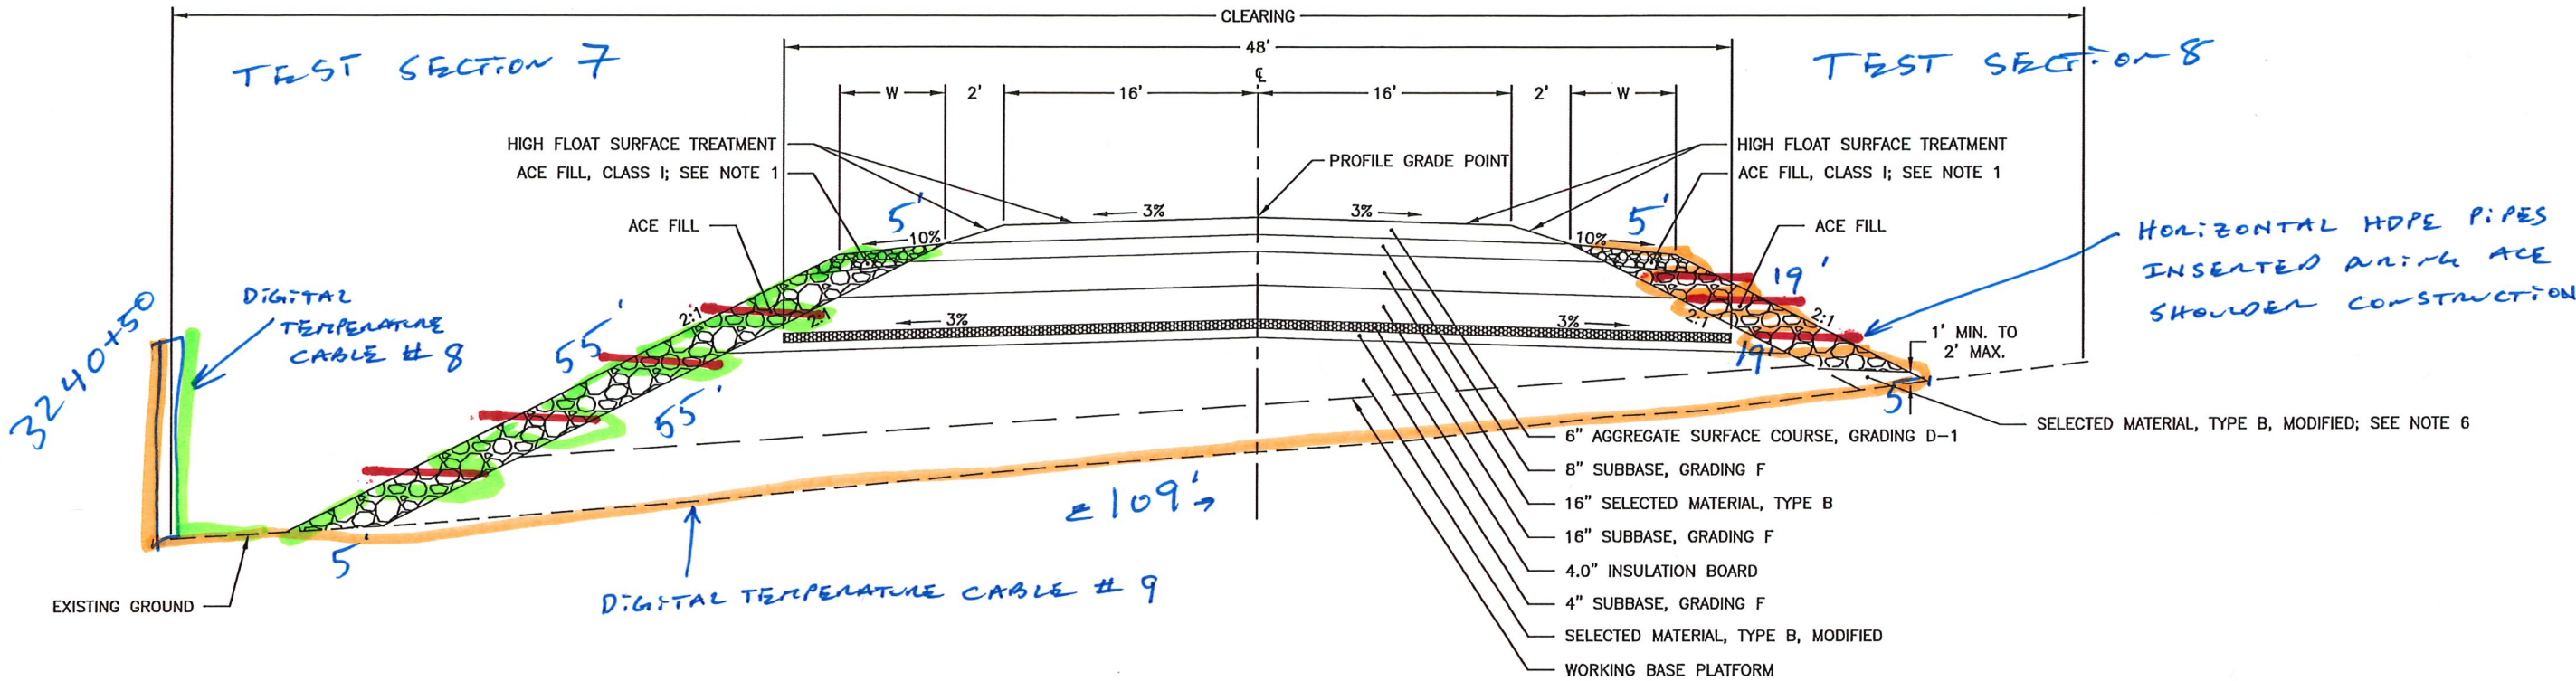 CLEARING
TEST SECTION 7
48'
TEST SECTION 8
℄
W
2'
16'
16'
2'
W
HIGH FLOAT SURFACE TREATMENT
HIGH FLOAT SURFACE TREATMENT
PROFILE GRADE POINT
ACE FILL, CLASS I; SEE NOTE 1
ACE FILL, CLASS I; SEE NOTE 1
5'
3%
3%
5'
ACE FILL
ACE FILL
10%
10%
HORIZONTAL HDPE PIPES
INSERTED DURING ACE
SHOULDER CONSTRUCTION
19'
3240+50
DIGITAL
TEMPERATURE
CABLE # 8
2:1
2:1
2:1
2:1
3%
3%
55'
19'
1' MIN. TO
2' MAX.
55'
5'
SELECTED MATERIAL, TYPE B, MODIFIED; SEE NOTE 6
6" AGGREGATE SURFACE COURSE, GRADING D-1
8" SUBBASE, GRADING F
109'
16" SELECTED MATERIAL, TYPE B
16" SUBBASE, GRADING F
5'
4.0" INSULATION BOARD
DIGITAL TEMPERATURE CABLE # 9
4" SUBBASE, GRADING F
EXISTING GROUND
SELECTED MATERIAL, TYPE B, MODIFIED
WORKING BASE PLATFORM